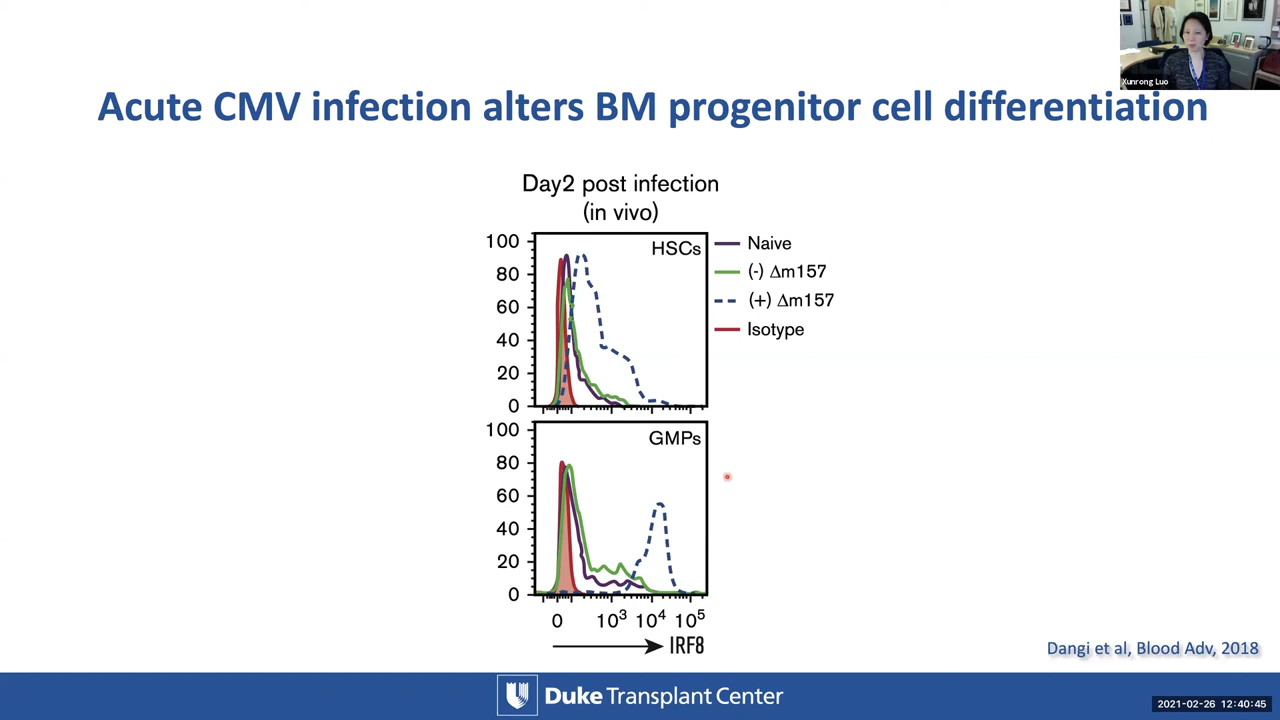 Xunrong Luo
Acute CMV infection alters BM progenitor cell differentiation
Day2 post infection
(in vivo)
100
80
60
40
20
0
HSCs
Naive
(-) Δm157
(+) Δm157
Isotype
100
80
60
40
20
0
GMPs
0 10³ 10⁴ 10⁵
IRF8
Dangi et al, Blood Adv, 2018
Duke Transplant Center
2021-02-26 12:40:45